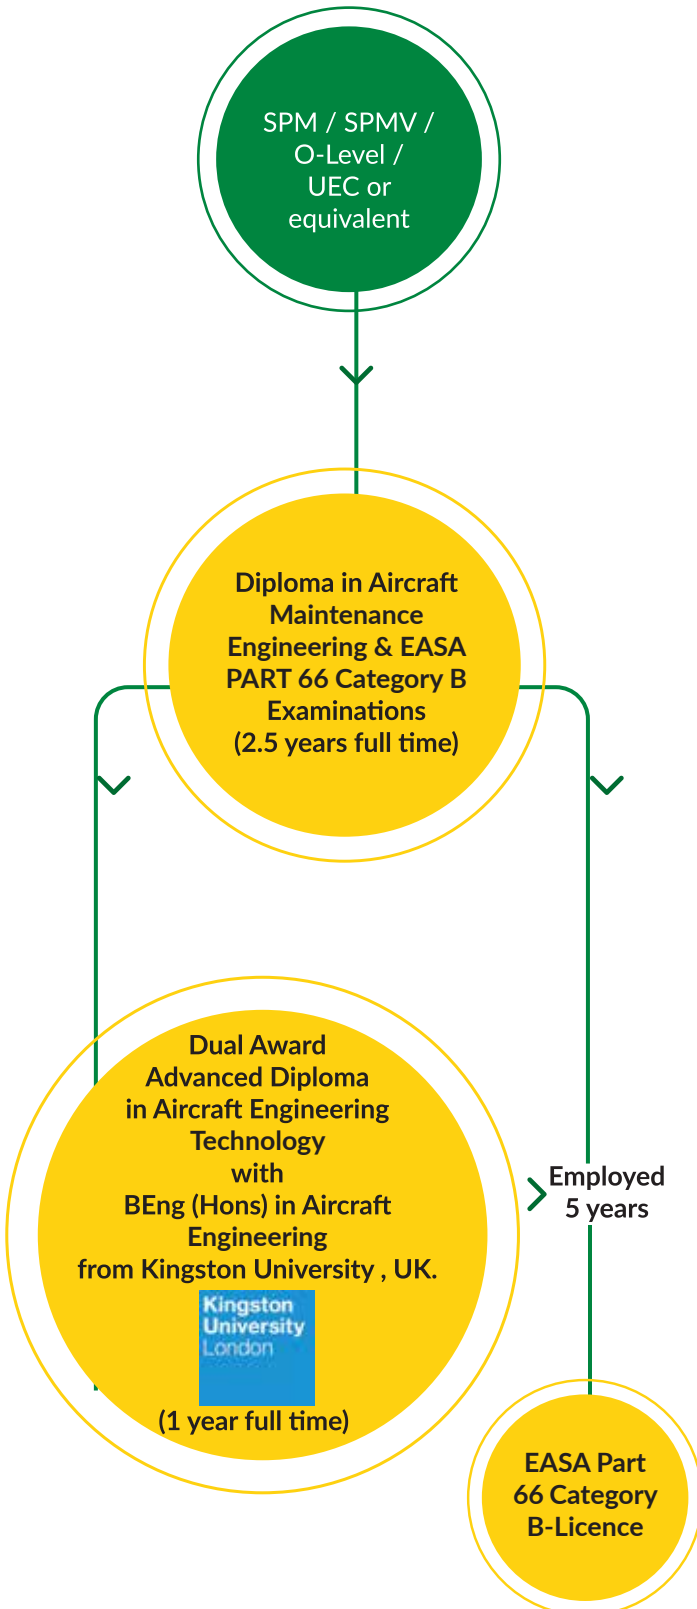 SPM / SPMV /
O-Level /
UEC or
equivalent
Diploma in Aircraft
Maintenance
Engineering & EASA
PART 66 Category B
Examinations
(2.5 years full time)
Dual Award
Advanced Diploma
in Aircraft Engineering
Technology
with
BEng (Hons) in Aircraft
Engineering
from Kingston University , UK.
Kingston
University
London
(1 year full time)
Employed
5 years
EASA Part
66 Category
B-Licence